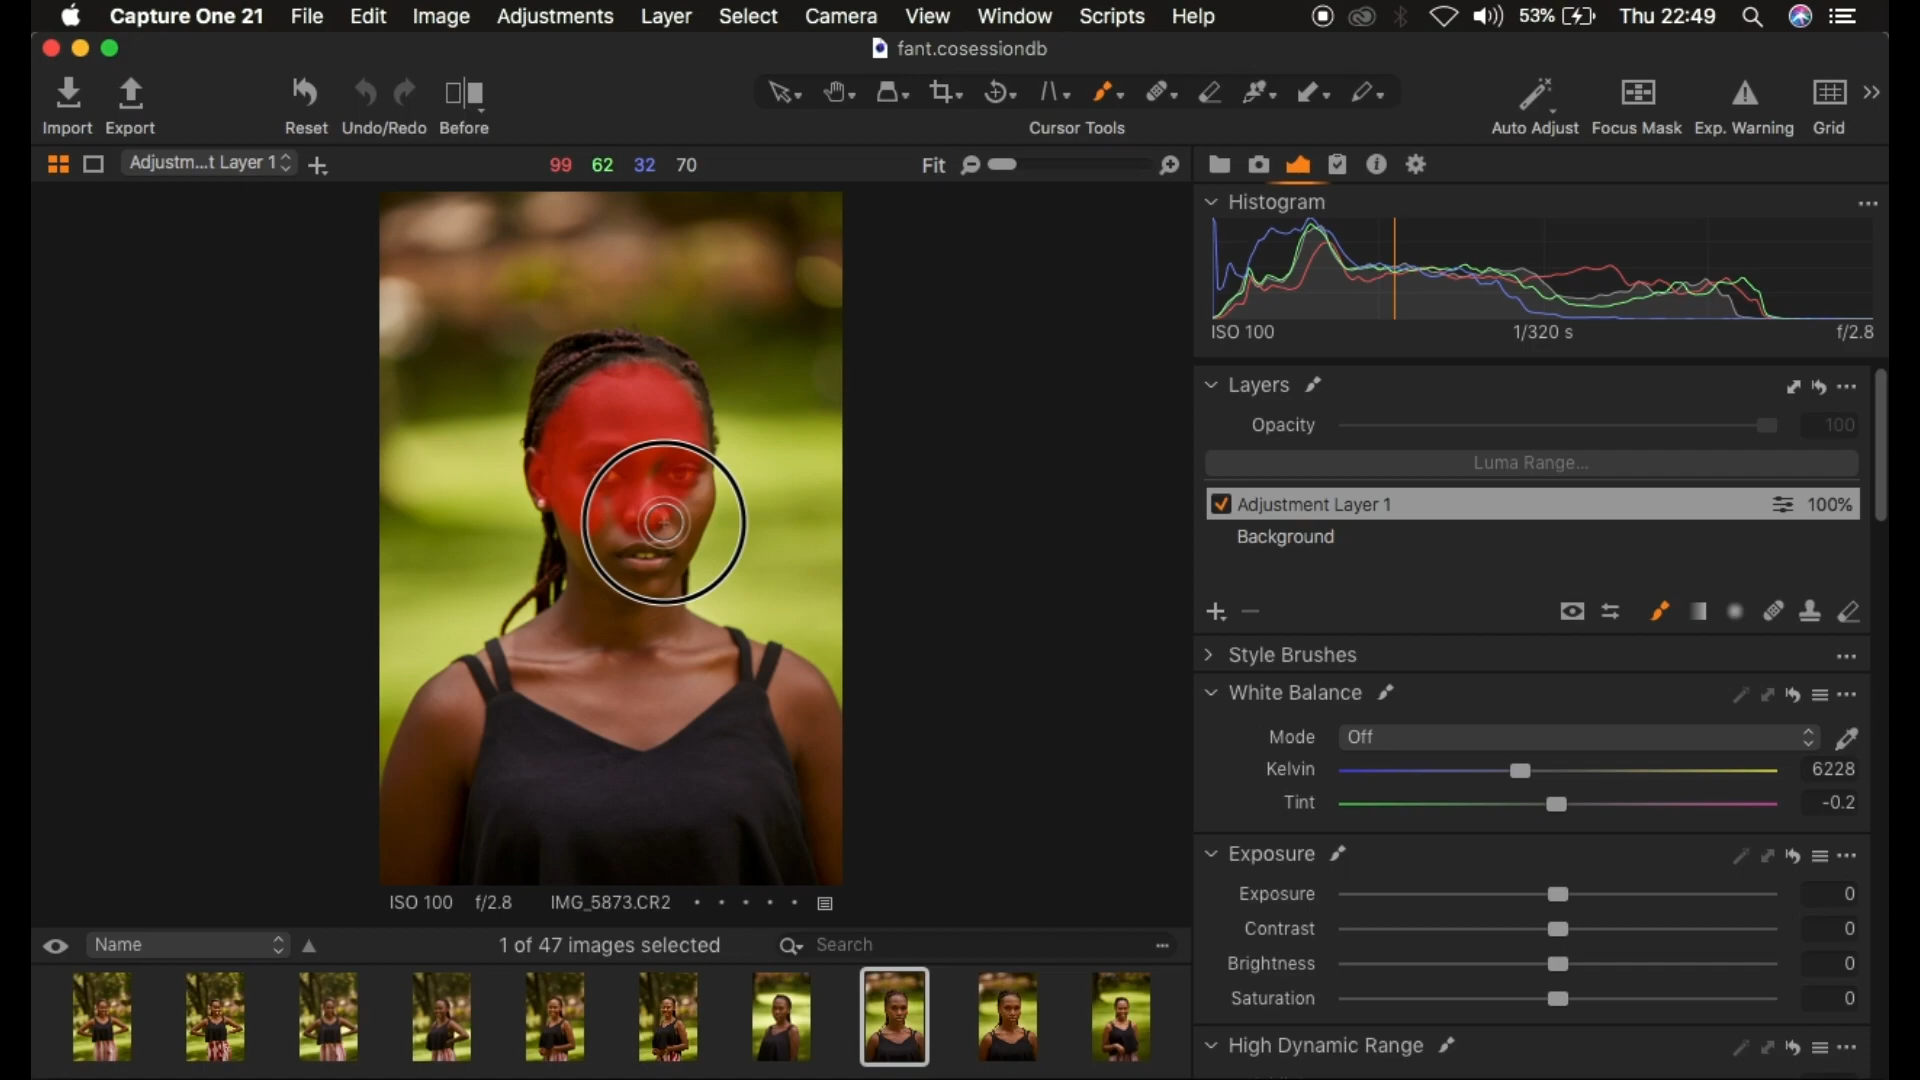 Capture One 21 File Edit Image Adjustments Layer Select Camera View Window Scripts Help 53% Thu 22:49
fant.cosessiondb
Import Export Reset Undo/Redo Before Cursor Tools Auto Adjust Focus Mask Exp. Warning Grid
Adjustm...t Layer 1 99 62 32 70 Fit
Histogram
ISO 100 1/320 s f/2.8
Layers
Opacity 100
Luma Range...
Adjustment Layer 1 100%
Background
Style Brushes
White Balance
Mode Off
Kelvin 6228
Tint -0.2
Exposure
Exposure 0
Contrast 0
Brightness 0
Saturation 0
High Dynamic Range
ISO 100 f/2.8 IMG_5873.CR2
Name 1 of 47 images selected Search